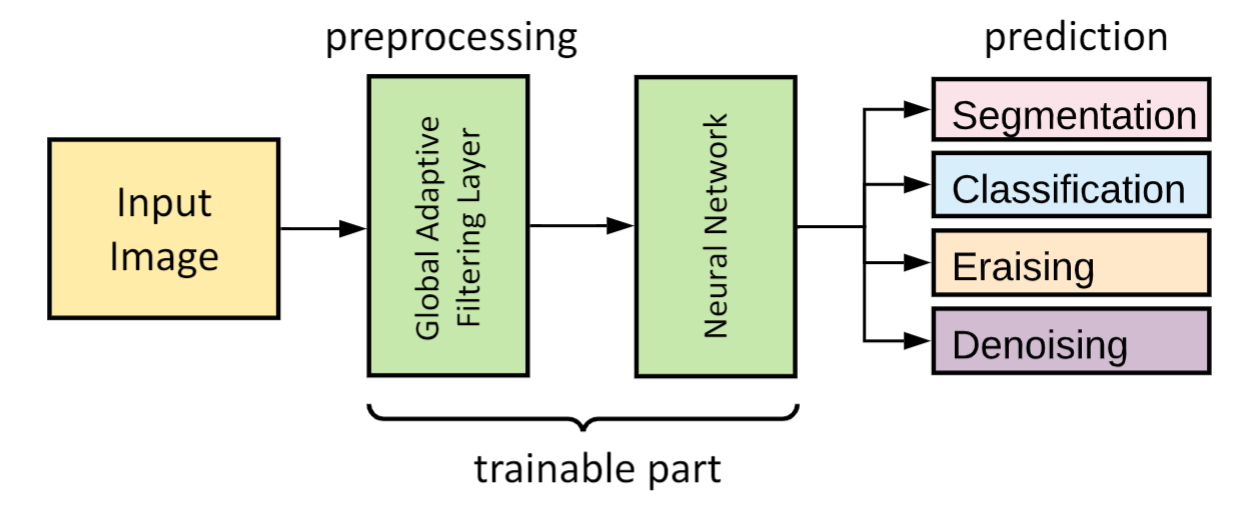 preprocessing
prediction
Input
Image
Global Adaptive
Filtering Layer
Neural Network
Segmentation
Classification
Eraising
Denoising
trainable part